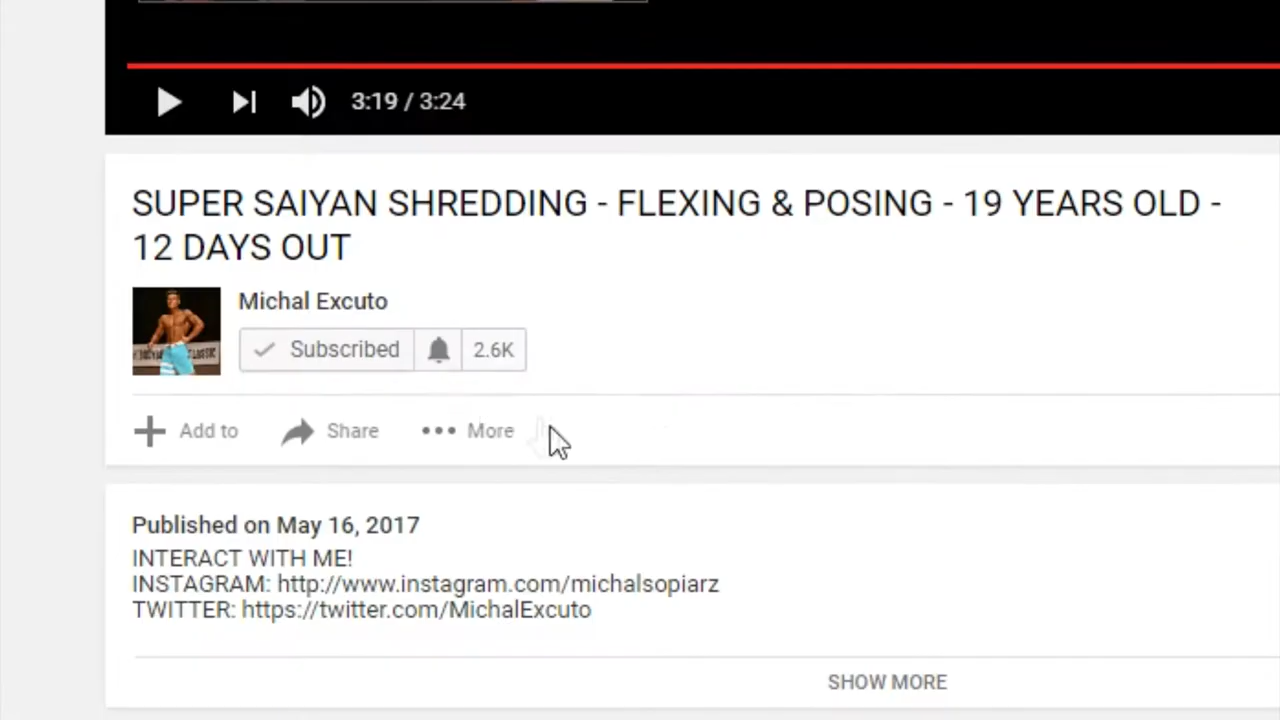 3:19 / 3:24
SUPER SAIYAN SHREDDING - FLEXING & POSING - 19 YEARS OLD -
12 DAYS OUT
Michal Excuto
Subscribed 2.6K
Add to Share More
Published on May 16, 2017
INTERACT WITH ME!
INSTAGRAM: http://www.instagram.com/michalsopiarz
TWITTER: https://twitter.com/MichalExcuto
SHOW MORE